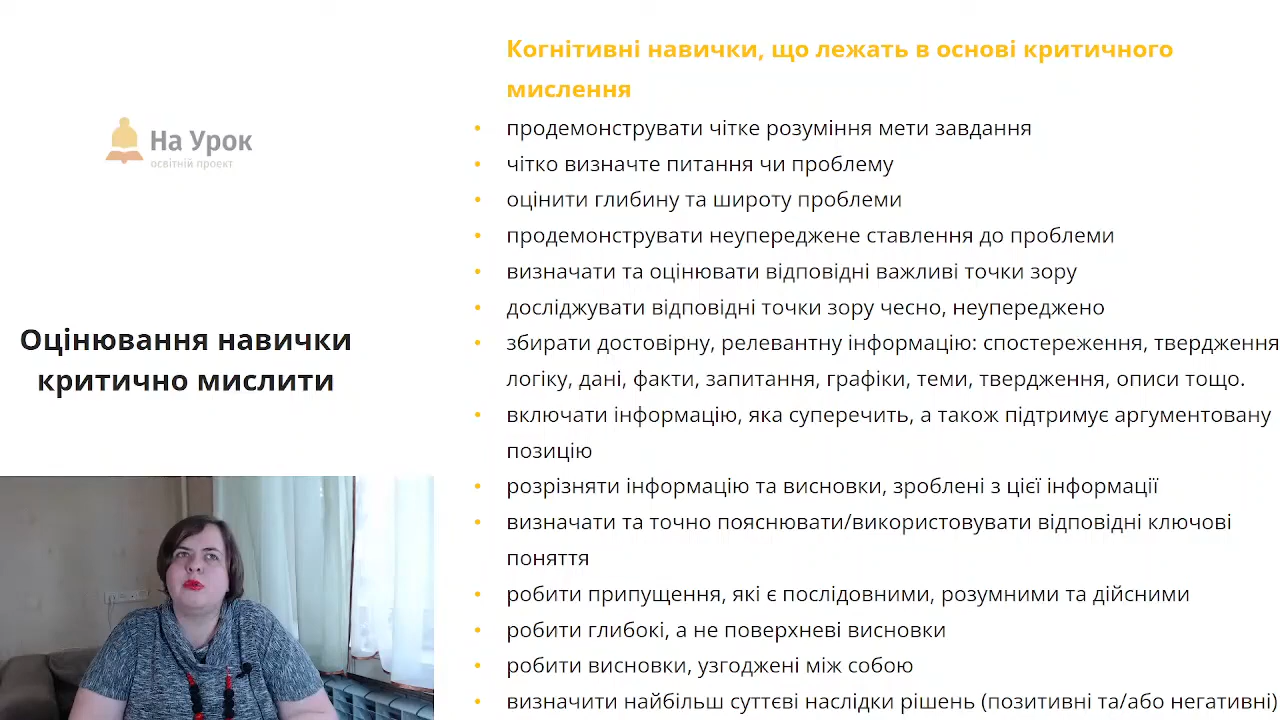 Когнітивні навички, що лежать в основі критичного
мислення
На Урок
освітній проект
Оцінювання навички
критично мислити
продемонструвати чітке розуміння мети завдання
чітко визначте питання чи проблему
оцінити глибину та широту проблеми
продемонструвати неупереджене ставлення до проблеми
визначати та оцінювати відповідні важливі точки зору
досліджувати відповідні точки зору чесно, неупереджено
збирати достовірну, релевантну інформацію: спостереження, твердження
логіку, дані, факти, запитання, графіки, теми, твердження, описи тощо.
включати інформацію, яка суперечить, а також підтримує аргументовану
позицію
розрізняти інформацію та висновки, зроблені з цієї інформації
визначати та точно пояснювати/використовувати відповідні ключові
поняття
робити припущення, які є послідовними, розумними та дійсними
робити глибокі, а не поверхневі висновки
робити висновки, узгоджені між собою
визначити найбільш суттєві наслідки рішень (позитивні та/або негативні)